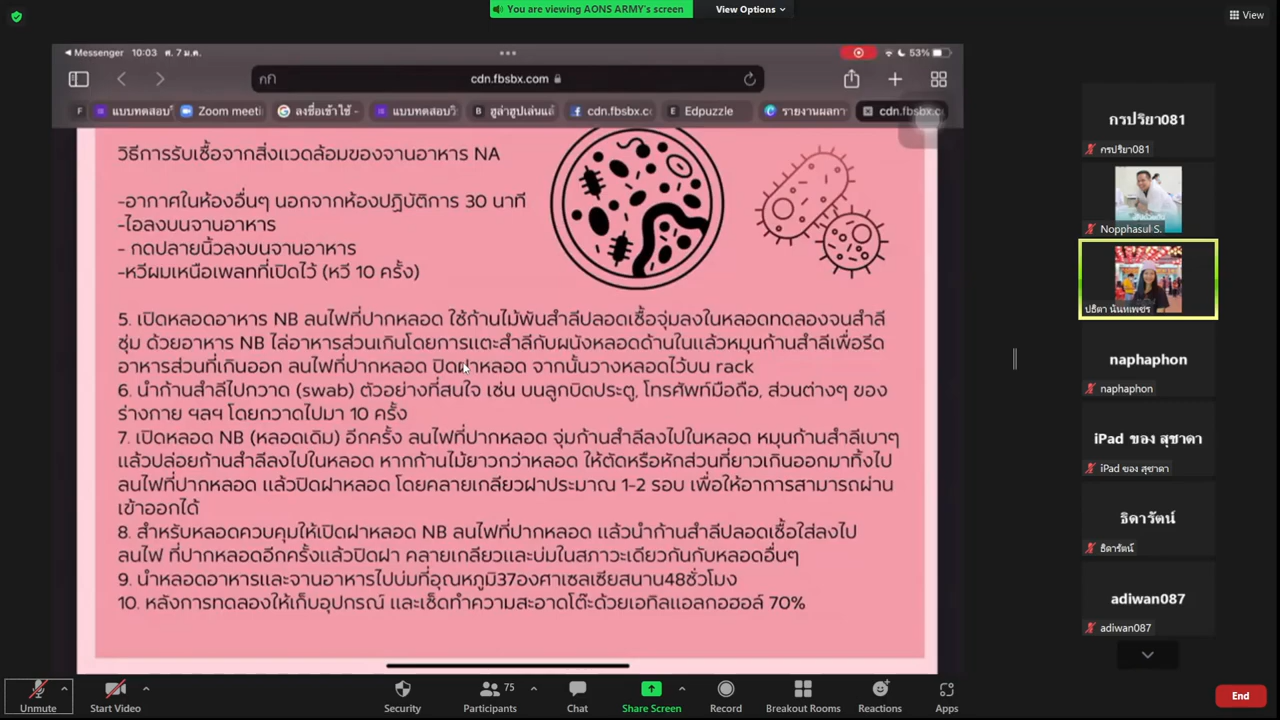 You are viewing AONS ARMY's screen
View Options
View
Messenger 10:03 ศ. 7 ม.ค.
53%
cdn.fbsbx.com
แบบทดสอบ
Zoom meeti
ลงชื่อเข้าใช้ -
แบบทดสอบวิ
ฮูล่าฮูปเล่นแล้
cdn.fbsbx.co
Edpuzzle
รายงานผลกา
cdn.fbsbx.c
วิธีการรับเชื้อจากสิ่งแวดล้อมของจานอาหาร NA
-อากาศในห้องอื่นๆ นอกจากห้องปฏิบัติการ 30 นาที
-ไอลงบนจานอาหาร
- กดปลายนิ้วลงบนจานอาหาร
-หวีผมเหนือเพลทที่เปิดไว้ (หวี 10 ครั้ง)
5. เปิดหลอดอาหาร NB ลนไฟที่ปากหลอด ใช้ก้านไม้พันสำลีปลอดเชื้อจุ่มลงในหลอดทดลองจนสำลี
ชุ่ม ด้วยอาหาร NB ไล่อาหารส่วนเกินโดยการแตะสำลีกับผนังหลอดด้านในแล้วหมุนก้านสำลีเพื่อรีด
อาหารส่วนที่เกินออก ลนไฟที่ปากหลอด ปิดฝาหลอด จากนั้นวางหลอดไว้บน rack
6. นำก้านสำลีไปกวาด (swab) ตัวอย่างที่สนใจ เช่น บนลูกบิดประตู, โทรศัพท์มือถือ, ส่วนต่างๆ ของ
ร่างกาย ฯลฯ โดยกวาดไปมา 10 ครั้ง
7. เปิดหลอด NB (หลอดเดิม) อีกครั้ง ลนไฟที่ปากหลอด จุ่มก้านสำลีลงไปในหลอด หมุนก้านสำลีเบาๆ
แล้วปล่อยก้านสำลีลงไปในหลอด หากก้านไม้ยาวกว่าหลอด ให้ตัดหรือหักส่วนที่ยาวเกินออกมาทิ้งไป
ลนไฟที่ปากหลอด แล้วปิดฝาหลอด โดยคลายเกลียวฝาประมาณ 1-2 รอบ เพื่อให้อาการสามารถผ่าน
เข้าออกได้
8. สำหรับหลอดควบคุมให้เปิดฝาหลอด NB ลนไฟที่ปากหลอด แล้วนำก้านสำลีปลอดเชื้อใส่ลงไป
ลนไฟ ที่ปากหลอดอีกครั้งแล้วปิดฝา คลายเกลียวและบ่มในสภาวะเดียวกันกับหลอดอื่นๆ
9. นำหลอดอาหารและจานอาหารไปบ่มที่อุณหภูมิ37องศาเซลเซียสนาน48ชั่วโมง
10. หลังการทดลองให้เก็บอุปกรณ์ และเช็ดทำความสะอาดโต๊ะด้วยเอทิลแอลกอฮอล์ 70%
กรปริยา081
กรปริยา081
Nopphasul S.
ปธิตา นันทเพชร
naphaphon
naphaphon
iPad ของ สุชาดา
iPad ของ สุชาดา
ธิดารัตน์
ธิดารัตน์
adiwan087
adiwan087
Unmute
Start Video
Security
Participants 75
Chat
Share Screen
Record
Breakout Rooms
Reactions
Apps
End